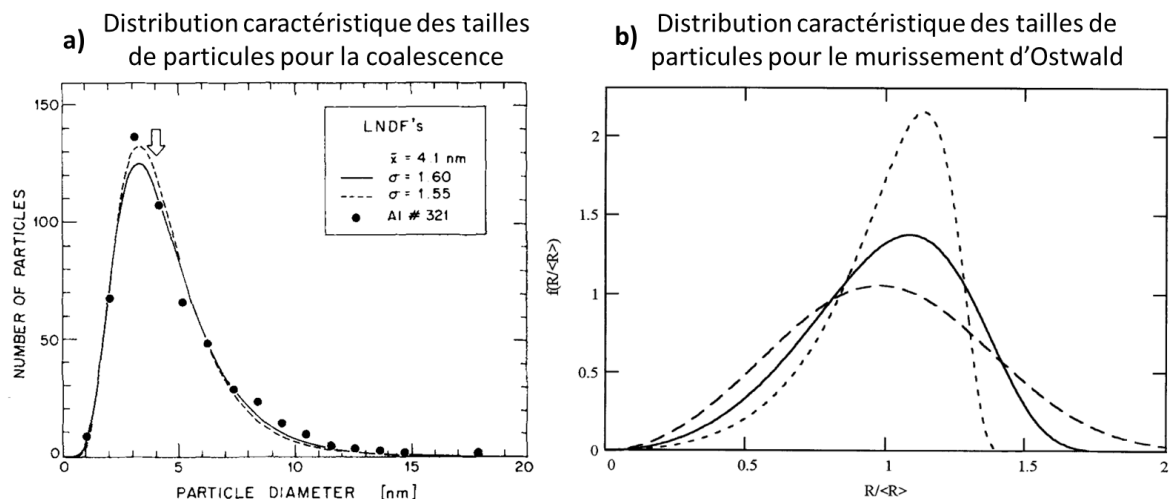 a) Distribution caractéristique des tailles
de particules pour la coalescence
150
100
50
0
NUMBER OF PARTICLES
LNDF's
x̄ = 4.1 nm
σ = 1.60
σ = 1.55
Al # 321
0 5 10 15 20
PARTICLE DIAMETER [nm]
b) Distribution caractéristique des tailles de
particules pour le murissement d'Ostwald
2
1.5
1
0.5
0
f(R/<R>)
0 0.5 1 1.5 2
R/<R>